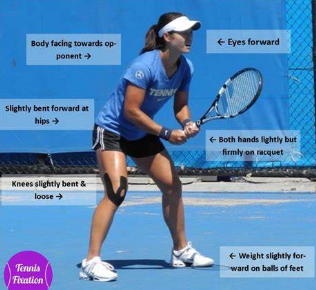 Body facing towards op-
ponent →
← Eyes forward
TENNIS
Slightly bent forward at
hips →
← Both hands lightly but
firmly on racquet
Knees slightly bent &
loose →
← Weight slightly for-
ward on balls of feet
Tennis
Fixation